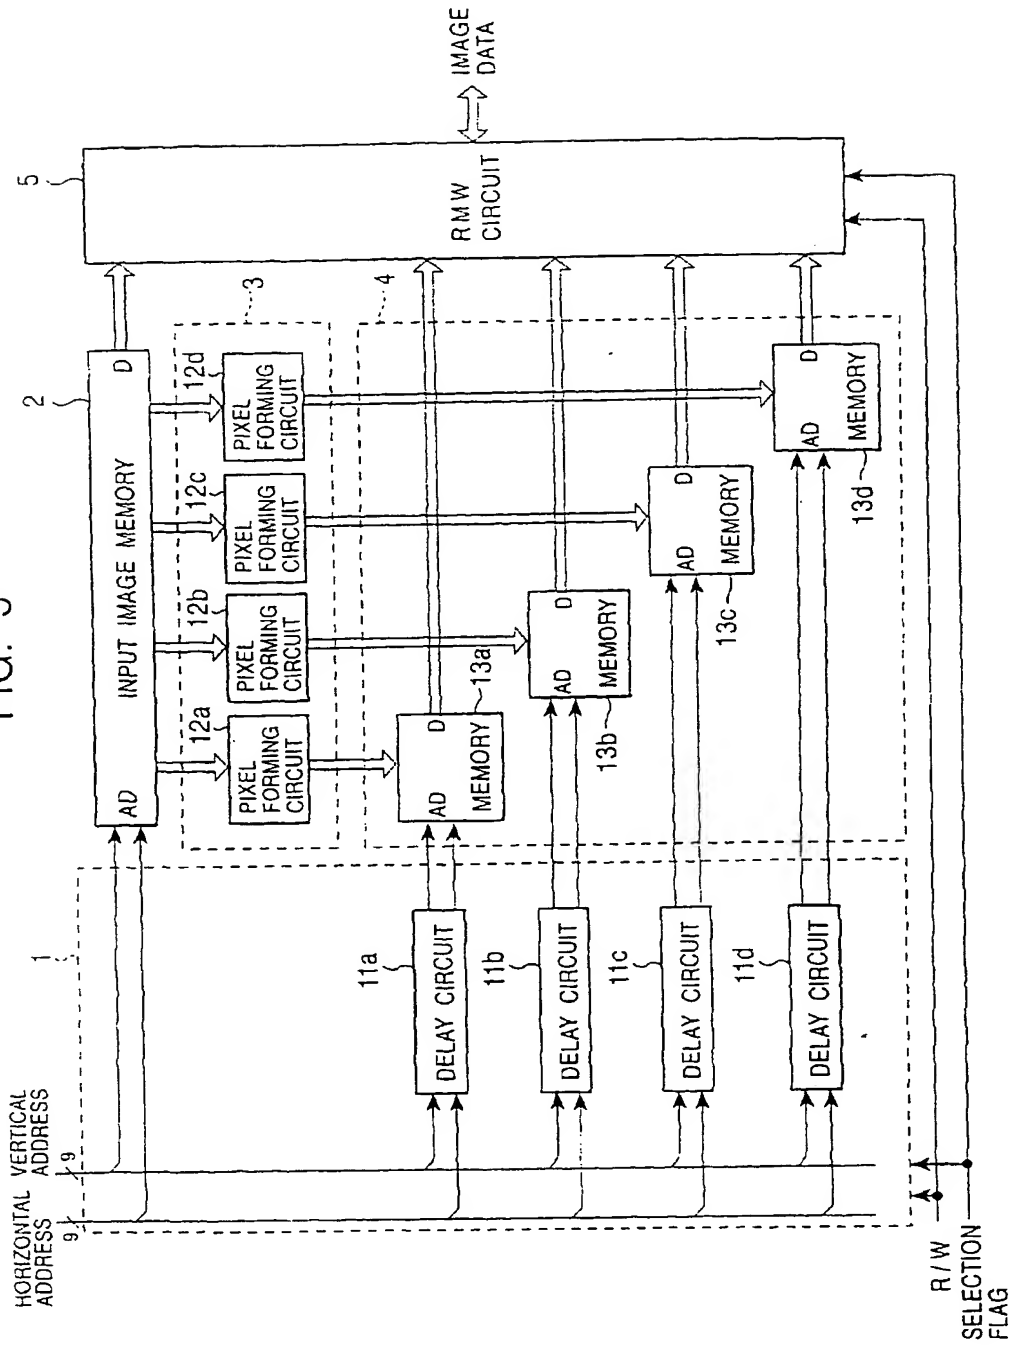 HORIZONTAL
ADDRESS
VERTICAL
ADDRESS
9
9
1
2
AD
INPUT IMAGE MEMORY
D
5
RMW
CIRCUIT
IMAGE
DATA
3
12a
PIXEL
FORMING
CIRCUIT
12b
PIXEL
FORMING
CIRCUIT
12c
PIXEL
FORMING
CIRCUIT
12d
PIXEL
FORMING
CIRCUIT
4
11a
DELAY CIRCUIT
AD
D
MEMORY
13a
11b
DELAY CIRCUIT
AD
D
MEMORY
13b
11c
DELAY CIRCUIT
AD
D
MEMORY
13c
11d
DELAY CIRCUIT
AD
D
MEMORY
13d
R/W
SELECTION
FLAG